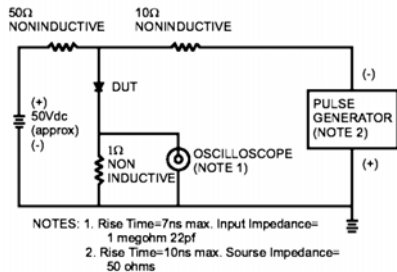 50Ω
NONINDUCTIVE
10Ω
NONINDUCTIVE
(+)
50Vdc
(approx)
(-)
DUT
1Ω
NON
INDUCTIVE
OSCILLOSCOPE
(NOTE 1)
(-)
PULSE
GENERATOR
(NOTE 2)
(+)
NOTES: 1. Rise Time=7ns max. Input Impedance=
1 megohm 22pf
2. Rise Time=10ns max. Sourse Impedance=
50 ohms